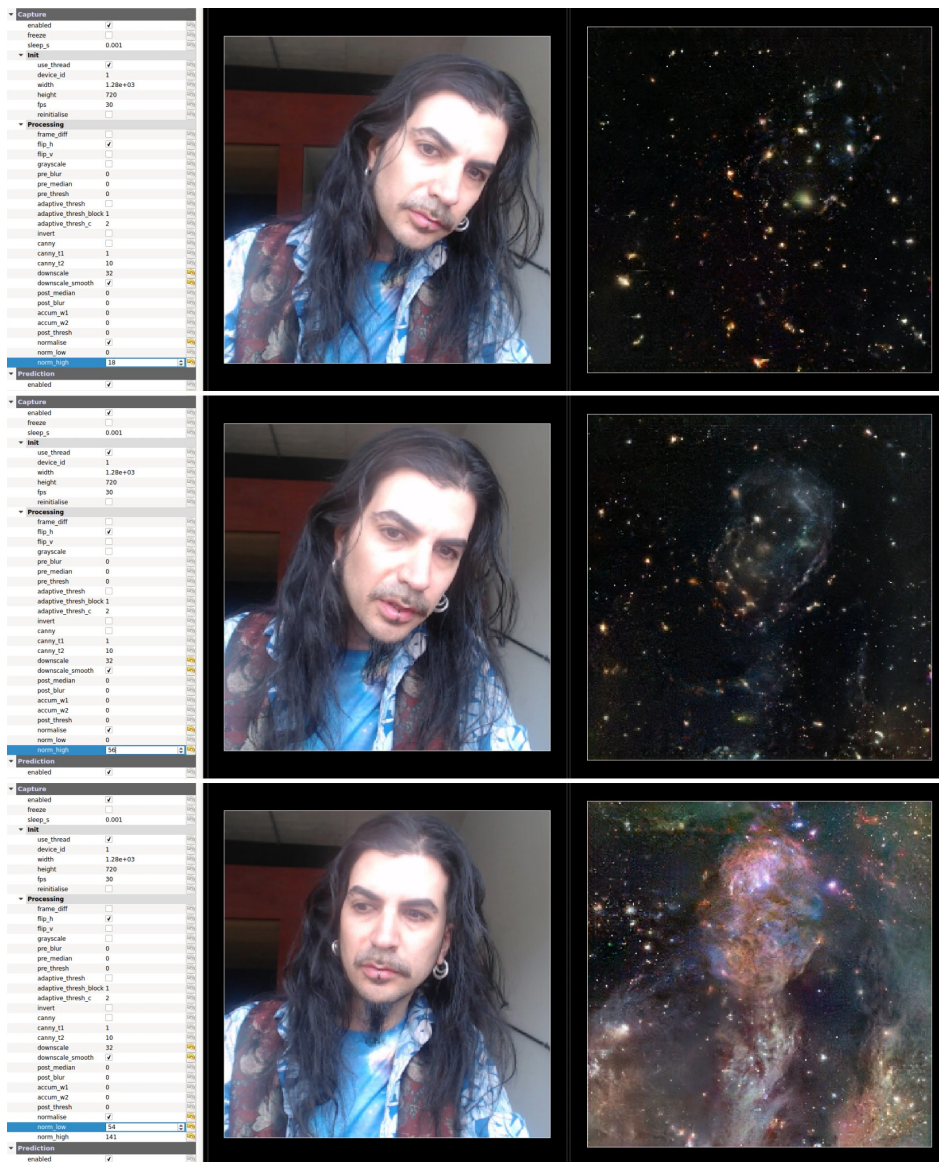 Capture
enabled
freeze
sleep_s 0.001
Init
use_thread
device_id 1
width 1.28e+03
height 720
fps 30
reinitialise
Processing
frame_diff
flip_h
flip_v
grayscale
pre_blur 0
pre_median 0
pre_thresh 0
adaptive_thresh
adaptive_thresh_block 1
adaptive_thresh_c 2
invert
canny
canny_t1 1
canny_t2 10
downscale 32
downscale_smooth
post_median 0
post_blur 0
accum_w1 0
accum_w2 0
post_thresh 0
normalise
norm_low 0
norm_high 18
Prediction
enabled
Capture
enabled
freeze
sleep_s 0.001
Init
use_thread
device_id 1
width 1.28e+03
height 720
fps 30
reinitialise
Processing
frame_diff
flip_h
flip_v
grayscale
pre_blur 0
pre_median 0
pre_thresh 0
adaptive_thresh
adaptive_thresh_block 1
adaptive_thresh_c 2
invert
canny
canny_t1 1
canny_t2 10
downscale 32
downscale_smooth
post_median 0
post_blur 0
accum_w1 0
accum_w2 0
post_thresh 0
normalise
norm_low 0
norm_high 56
Prediction
enabled
Capture
enabled
freeze
sleep_s 0.001
Init
use_thread
device_id 1
width 1.28e+03
height 720
fps 30
reinitialise
Processing
frame_diff
flip_h
flip_v
grayscale
pre_blur 0
pre_median 0
pre_thresh 0
adaptive_thresh
adaptive_thresh_block 1
adaptive_thresh_c 2
invert
canny
canny_t1 1
canny_t2 10
downscale 32
downscale_smooth
post_median 0
post_blur 0
accum_w1 0
accum_w2 0
post_thresh 0
normalise
norm_low 54
norm_high 141
Prediction
enabled